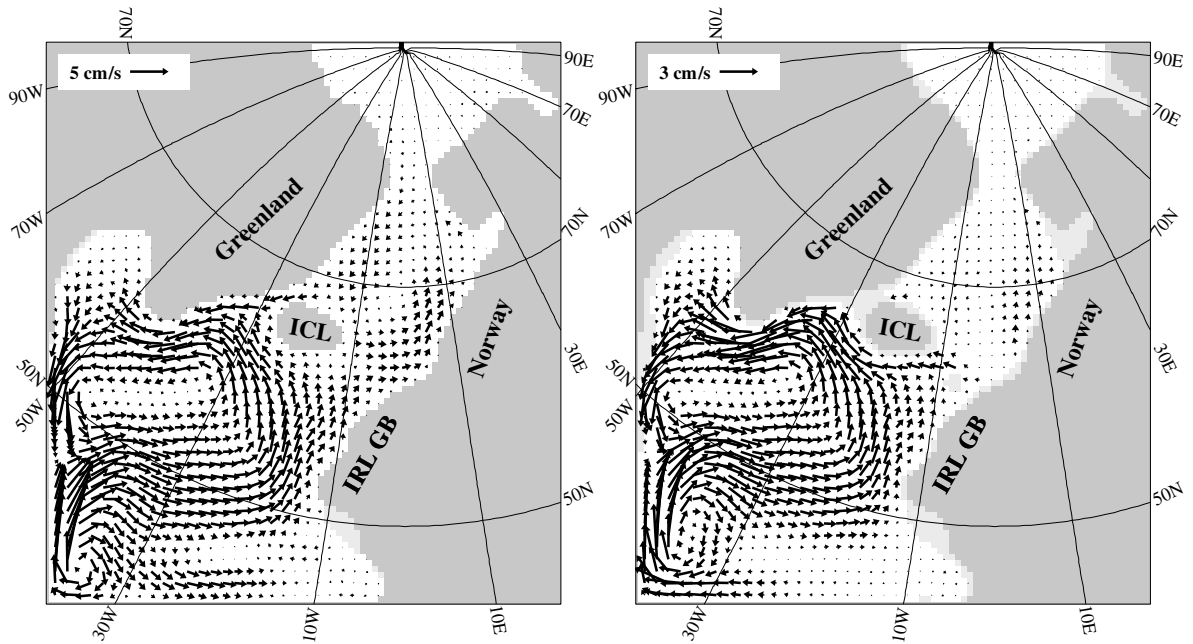 70N
5 cm/s
90E
90W
70E
Greenland
70W
70N
ICL
Norway
30E
50N
50W
IRL GB
50N
30W
10W
10E
70N
3 cm/s
90E
90W
70E
Greenland
70W
70N
ICL
Norway
30E
50N
50W
IRL GB
50N
30W
10W
10E